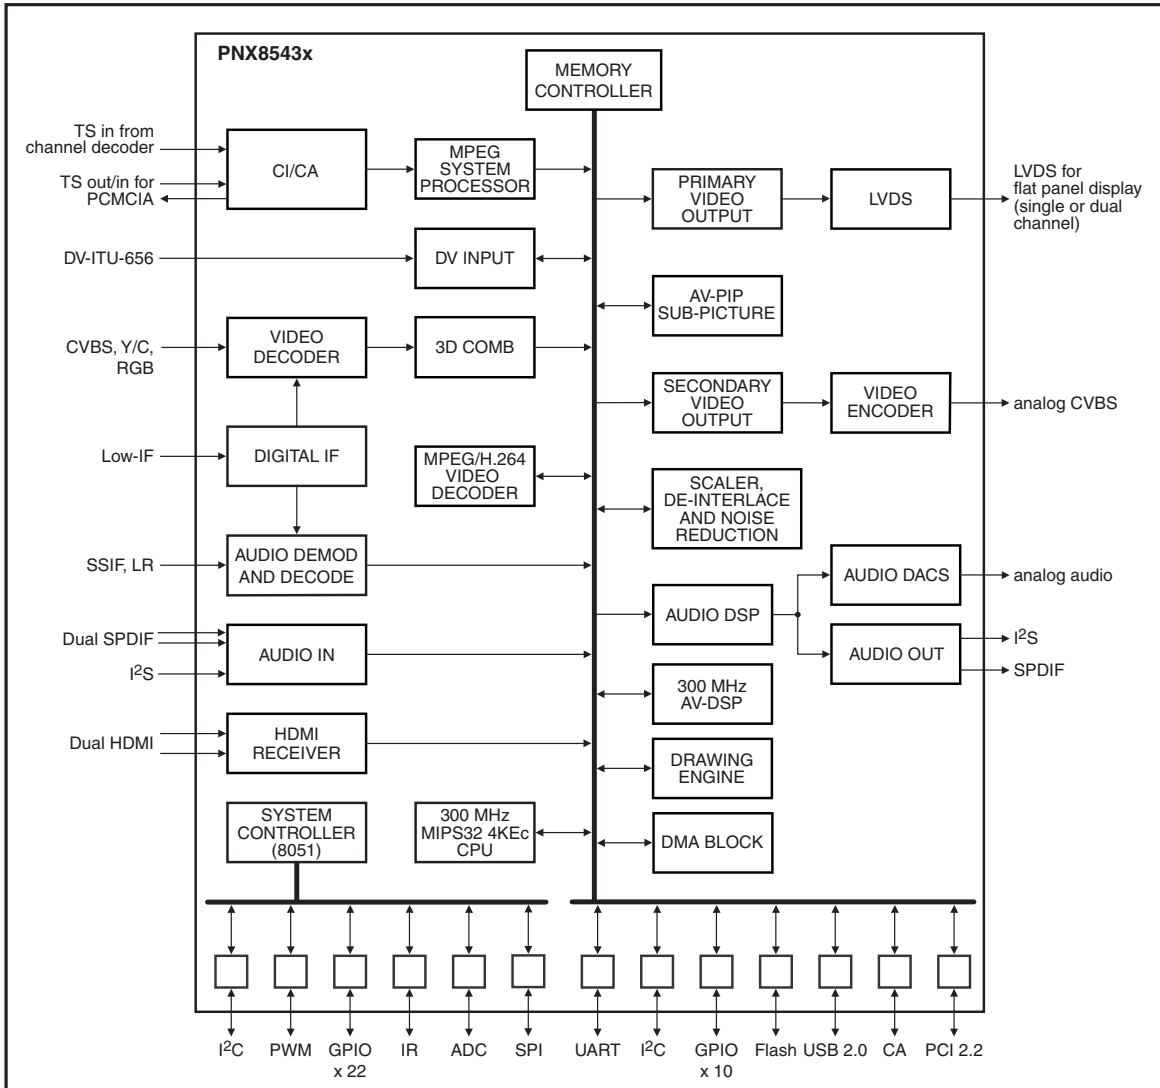 PNX8543x
MEMORY
CONTROLLER
TS in from
channel decoder
TS out/in for
PCMCIA
CI/CA
MPEG
SYSTEM
PROCESSOR
PRIMARY
VIDEO
OUTPUT
LVDS
LVDS for
flat panel display
(single or dual
channel)
DV-ITU-656
DV INPUT
AV-PIP
SUB-PICTURE
CVBS, Y/C,
RGB
VIDEO
DECODER
3D COMB
SECONDARY
VIDEO
OUTPUT
VIDEO
ENCODER
analog CVBS
Low-IF
DIGITAL IF
MPEG/H.264
VIDEO
DECODER
SCALER,
DE-INTERLACE
AND NOISE
REDUCTION
SSIF, LR
AUDIO DEMOD
AND DECODE
AUDIO DACS
analog audio
AUDIO DSP
Dual SPDIF
I²S
AUDIO IN
AUDIO OUT
I²S
SPDIF
300 MHz
AV-DSP
Dual HDMI
HDMI
RECEIVER
DRAWING
ENGINE
SYSTEM
CONTROLLER
(8051)
300 MHz
MIPS32 4KEc
CPU
DMA BLOCK
I²C
PWM
GPIO
x 22
IR
ADC
SPI
UART
I²C
GPIO
x 10
Flash
USB 2.0
CA
PCI 2.2